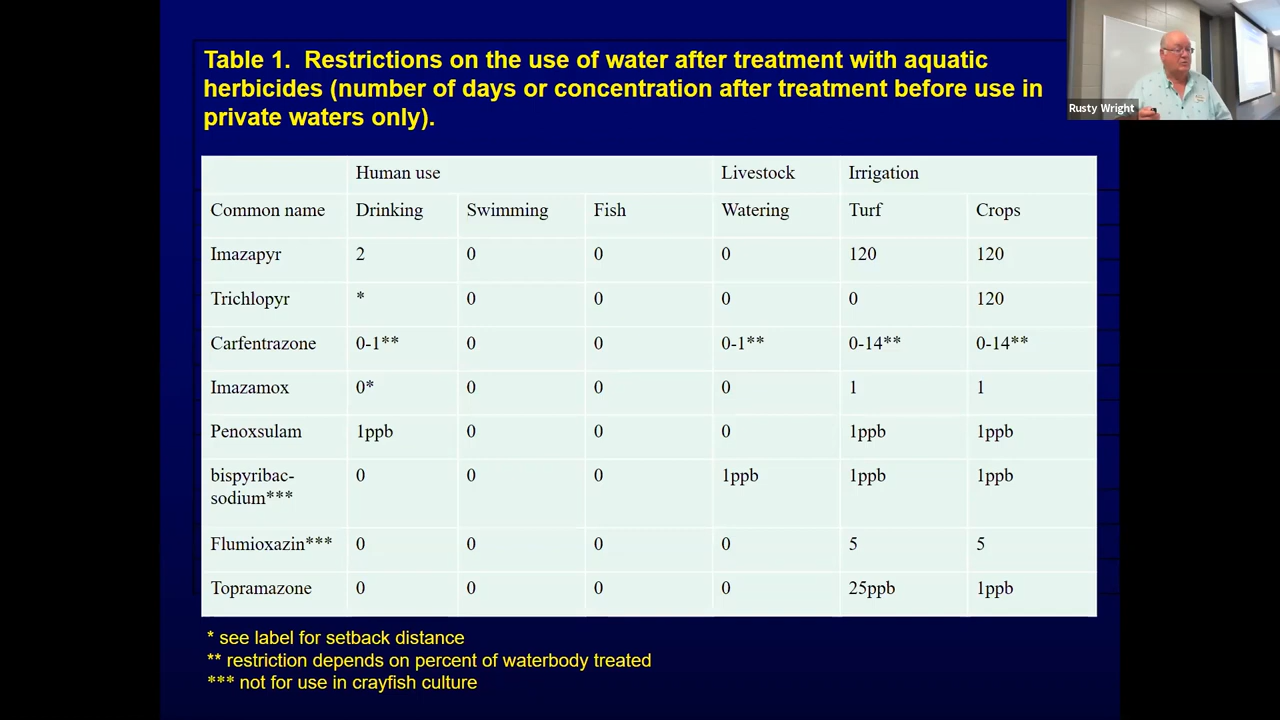 Table 1. Restrictions on the use of water after treatment with aquatic
herbicides (number of days or concentration after treatment before use in
private waters only).
Rusty Wright
Human use Livestock Irrigation
Common name Drinking Swimming Fish Watering Turf Crops
Imazapyr 2 0 0 0 120 120
Trichlopyr * 0 0 0 0 120
Carfentrazone 0-1** 0 0 0-1** 0-14** 0-14**
Imazamox 0* 0 0 0 1 1
Penoxsulam 1ppb 0 0 0 1ppb 1ppb
bispyribac-
sodium*** 0 0 0 1ppb 1ppb 1ppb
Flumioxazin*** 0 0 0 0 5 5
Topramazone 0 0 0 0 25ppb 1ppb
* see label for setback distance
** restriction depends on percent of waterbody treated
*** not for use in crayfish culture